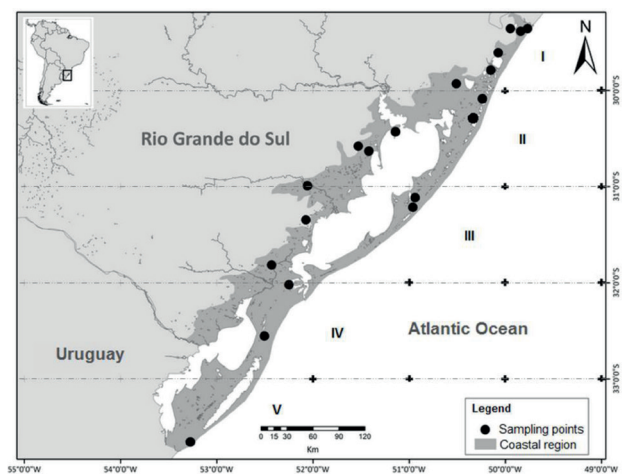 N
I
30°0'0"S
Rio Grande do Sul
II
31°0'0"S
III
32°0'0"S
IV
Atlantic Ocean
Uruguay
33°0'0"S
V
Legend
Sampling points
Coastal region
0 15 30 60 90 120
Km
55°0'0"W 54°0'0"W 53°0'0"W 52°0'0"W 51°0'0"W 50°0'0"W 49°0'0"W